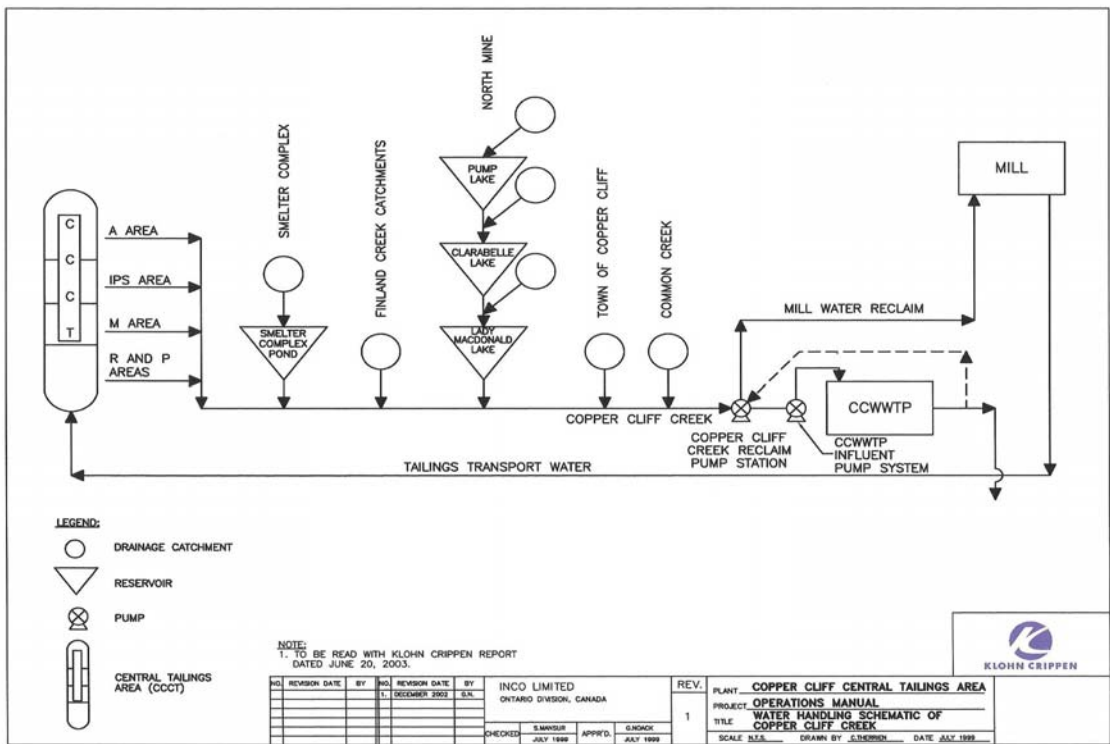 NORTH MINE
SMELTER COMPLEX
FINLAND CREEK CATCHMENTS
TOWN OF COPPER CLIFF
COMMON CREEK
PUMP
LAKE
CLARABELLE
LAKE
LADY
MACDONALD
LAKE
SMELTER
COMPLEX
POND
C
C
C
T
A AREA
IPS AREA
M AREA
R AND P
AREAS
MILL
MILL WATER RECLAIM
CCWWTP
COPPER CLIFF CREEK
COPPER CLIFF
CREEK RECLAIM
PUMP STATION
CCWWTP
INFLUENT
PUMP SYSTEM
TAILINGS TRANSPORT WATER
LEGEND:
DRAINAGE CATCHMENT
RESERVOIR
PUMP
CENTRAL TAILINGS
AREA (CCCT)
NOTE:
1. TO BE READ WITH KLOHN CRIPPEN REPORT
DATED JUNE 20, 2003.
KLOHN CRIPPEN
NO. REVISION DATE BY NO. REVISION DATE BY
1. DECEMBER 2002 G.N.
INCO LIMITED
ONTARIO DIVISION, CANADA
CHECKED S.MANSUR JULY 1999 APPR'D. G.NOACK JULY 1999
REV.
1
PLANT COPPER CLIFF CENTRAL TAILINGS AREA
PROJECT OPERATIONS MANUAL
TITLE WATER HANDLING SCHEMATIC OF
COPPER CLIFF CREEK
SCALE N.T.S. DRAWN BY C.THERRIEN DATE JULY 1999